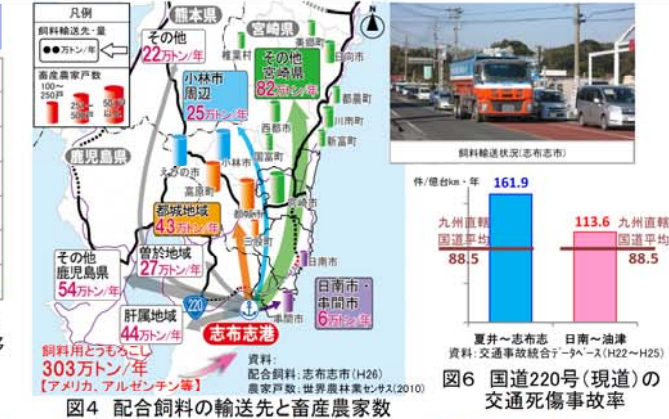 凡例
飼料輸送先・量
●●万トン/年
畜産農家戸数
100～
250戸
250～
500戸
熊本県
宮崎県
鹿児島県
その他
22万トン/年
小林市
周辺
25万トン/年
その他
宮崎県
82万トン/年
椎葉村
美郷町
日向市
都農町
川南町
新富町
西都市
国富町
小林市
えびの市
高原町
宮崎市
都城地域
43万トン/年
都城市
三股町
日南市
その他
鹿児島県
54万トン/年
曽於地域
27万トン/年
肝属地域
44万トン/年
220
志布志港
串間市
日南市・
串間市
6万トン/年
飼料用とうもろこし
303万トン/年
【アメリカ、アルゼンチン等】
資料:
配合飼料:志布志市(H26)
農家戸数:世界農林業センサス(2010)
図4 配合飼料の輸送先と畜産農家数
飼料輸送状況(志布志市)
件/億台km・年
161.9
113.6
九州直轄
国道平均
88.5
九州直轄
国道平均
88.5
夏井～志布志
日南～油津
資料:交通事故統合データベース(H22～H25)
図6 国道220号(現道)の
交通死傷事故率